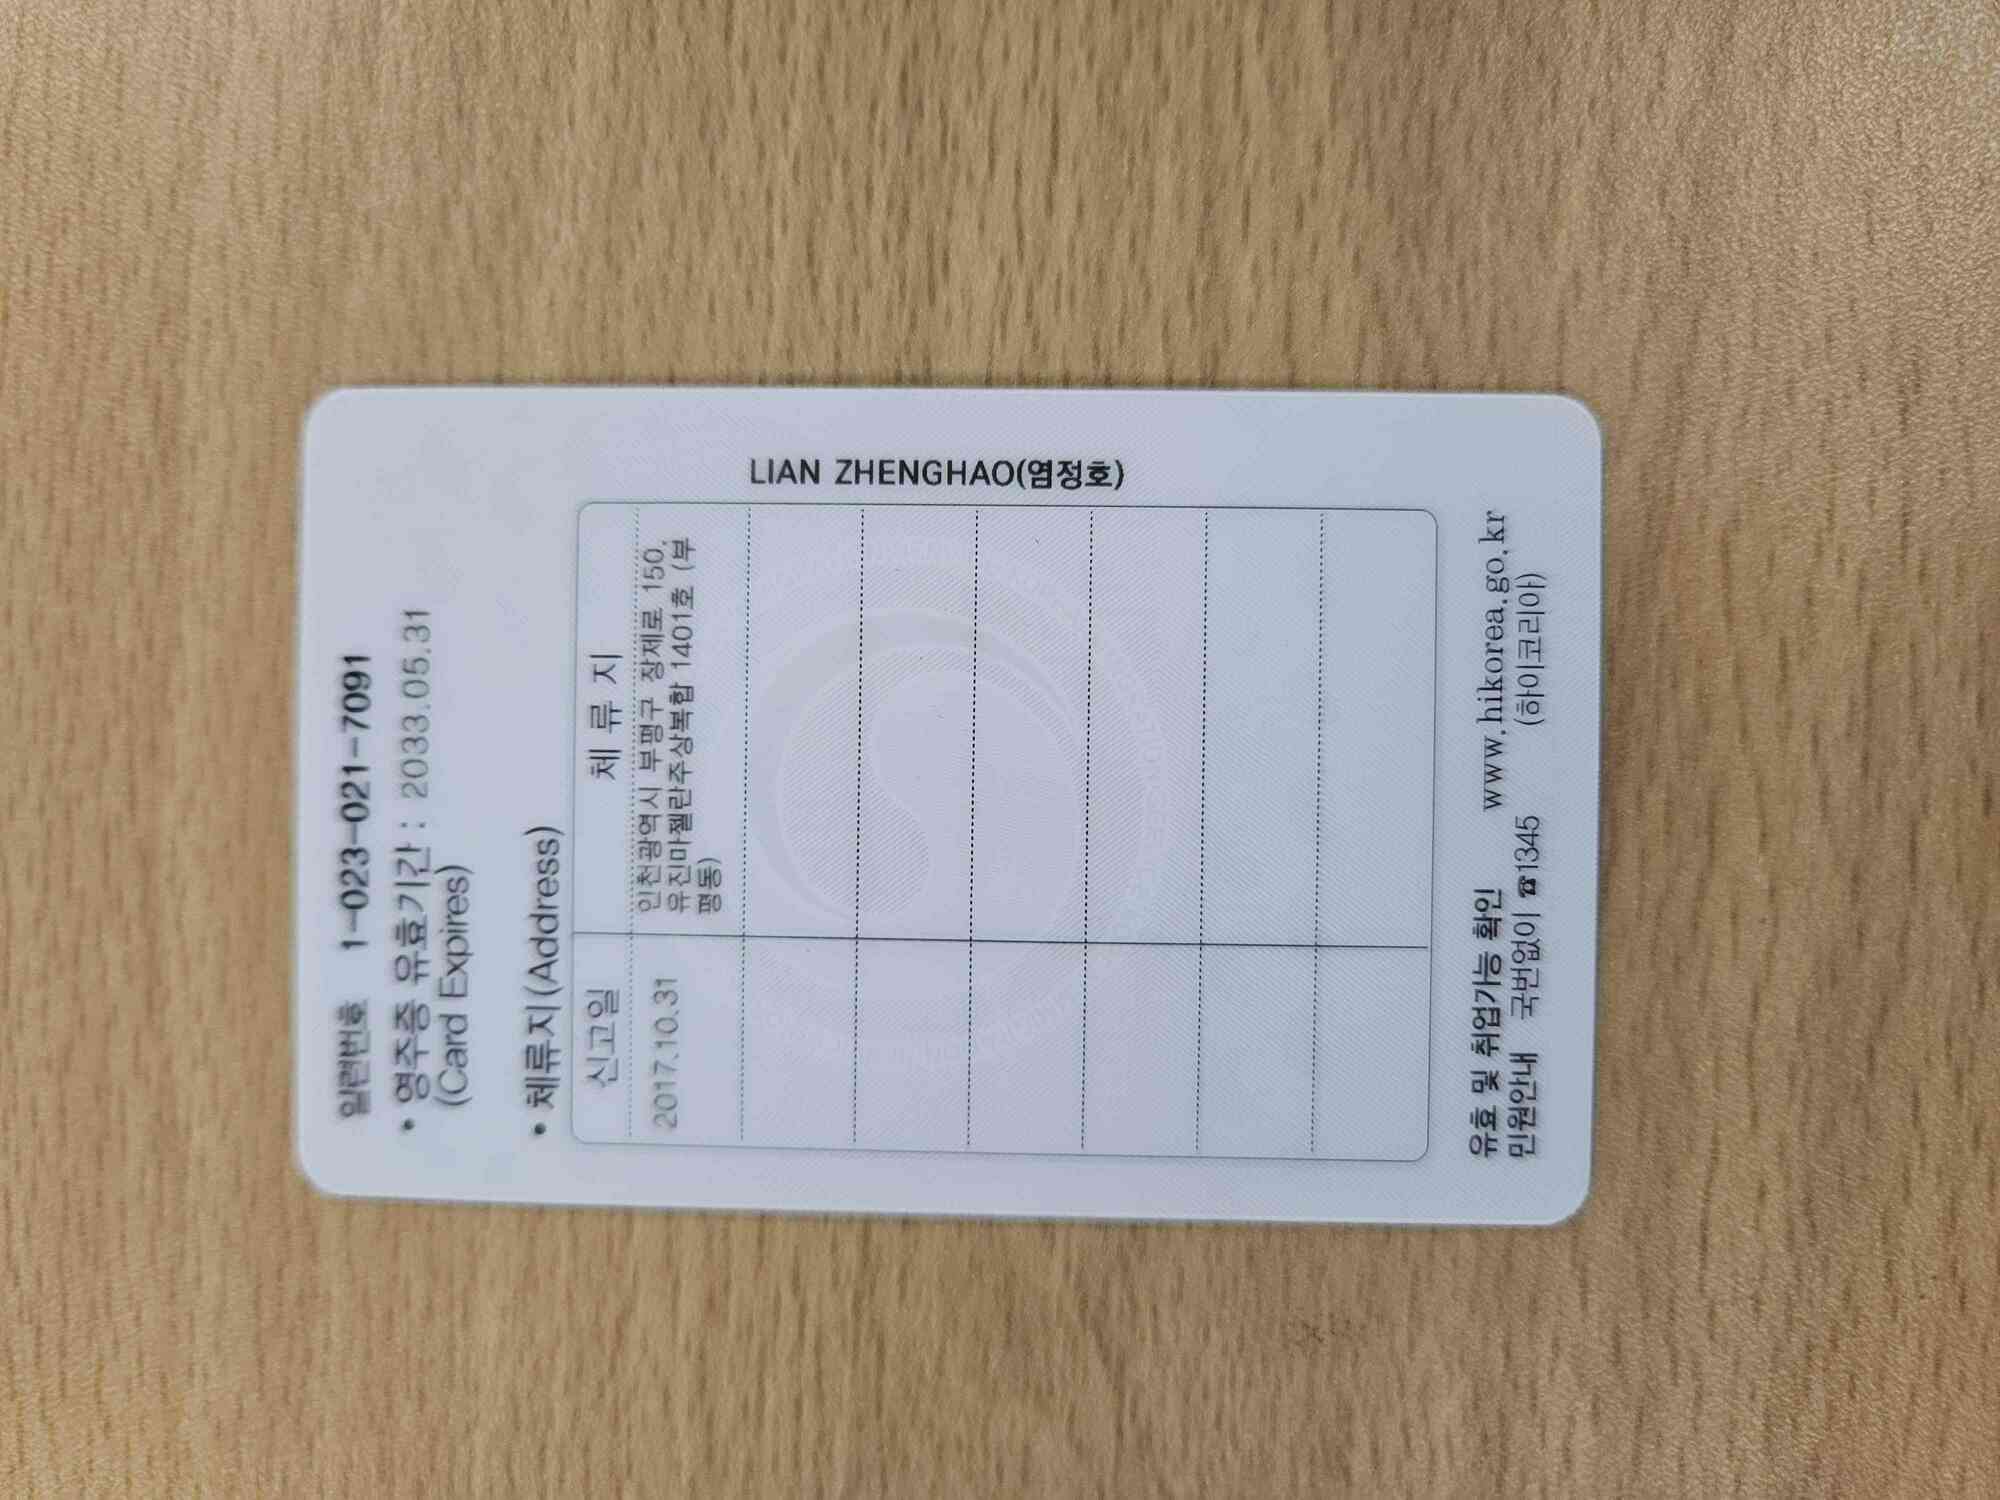 일련번호 1-023-021-7091
• 영주증 유효기간 : 2033.05.31
(Card Expires)
• 체류지(Address)
신고일 체 류 지
2017.10.31 인천광역시 부평구 장제로 150,
유진마젤란주상복합 1401호 (부
평동)
유효 및 취업가능 확인 www.hikorea.go.kr
민원안내 국번없이 ☎1345 (하이코리아)
LIAN ZHENGHAO(염정호)